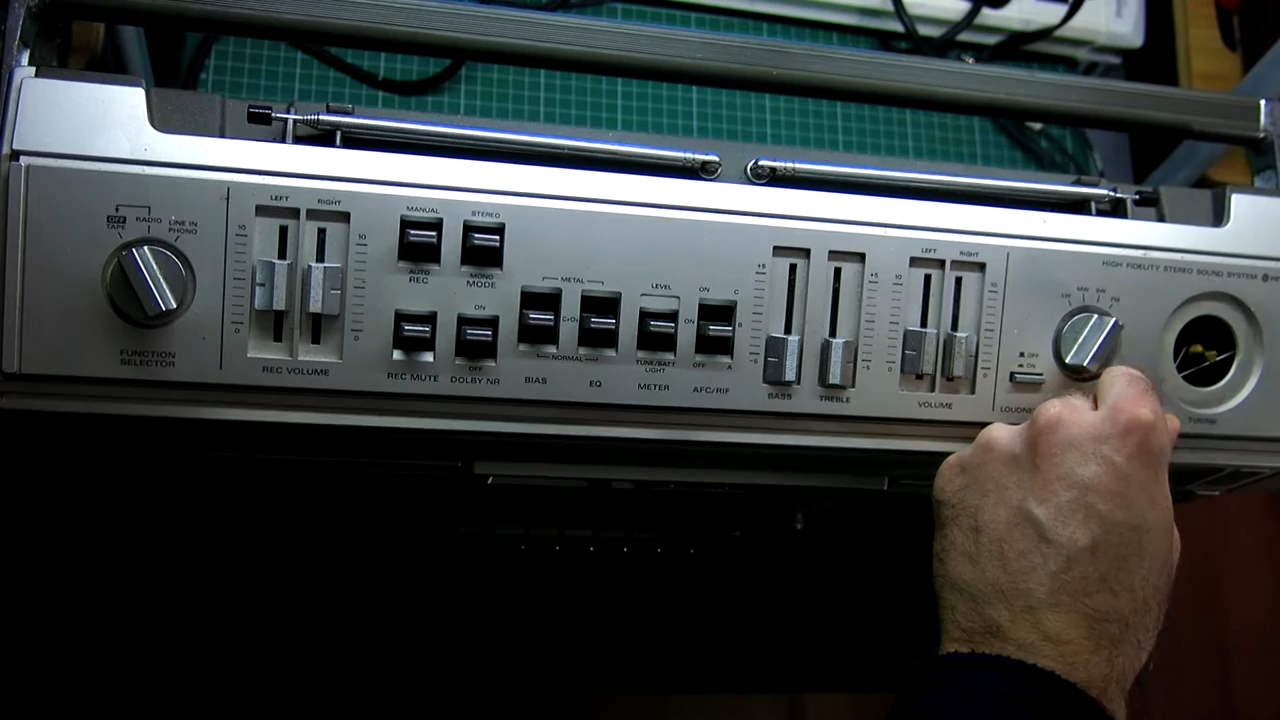 OFF
TAPE
RADIO
LINE IN
PHONO
FUNCTION
SELECTOR
LEFT
RIGHT
10
10
0
0
REC VOLUME
MANUAL
AUTO
REC
STEREO
MONO
MODE
REC MUTE
ON
OFF
DOLBY NR
METAL
CrO₂
NORMAL
BIAS
EQ
LEVEL
TUNE/BATT
LIGHT
METER
ON
C
ON
B
OFF
A
AFC/RIF
+5
+5
-5
-5
BASS
TREBLE
LEFT
RIGHT
10
10
0
0
VOLUME
HIGH FIDELITY STEREO SOUND SYSTEM
LW
MW
SW
FM
OFF
ON
TUNING